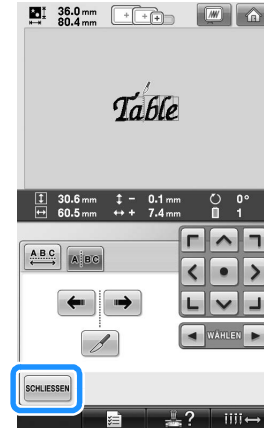 36.0 mm
80.4 mm
Table
30.6 mm − 0.1 mm 0°
60.5 mm + 7.4 mm 1
ABC A BC
WÄHLEN
SCHLIESSEN
?